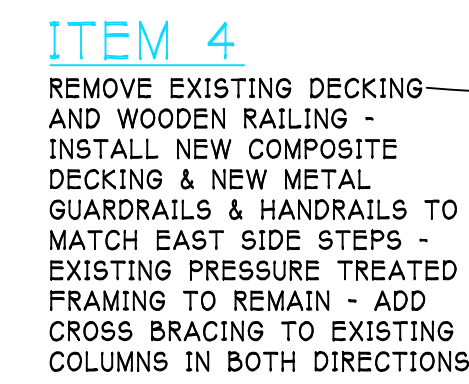 ITEM 4
REMOVE EXISTING DECKING
AND WOODEN RAILING -
INSTALL NEW COMPOSITE
DECKING & NEW METAL
GUARDRAILS & HANDRAILS TO
MATCH EAST SIDE STEPS -
EXISTING PRESSURE TREATED
FRAMING TO REMAIN - ADD
CROSS BRACING TO EXISTING
COLUMNS IN BOTH DIRECTIONS